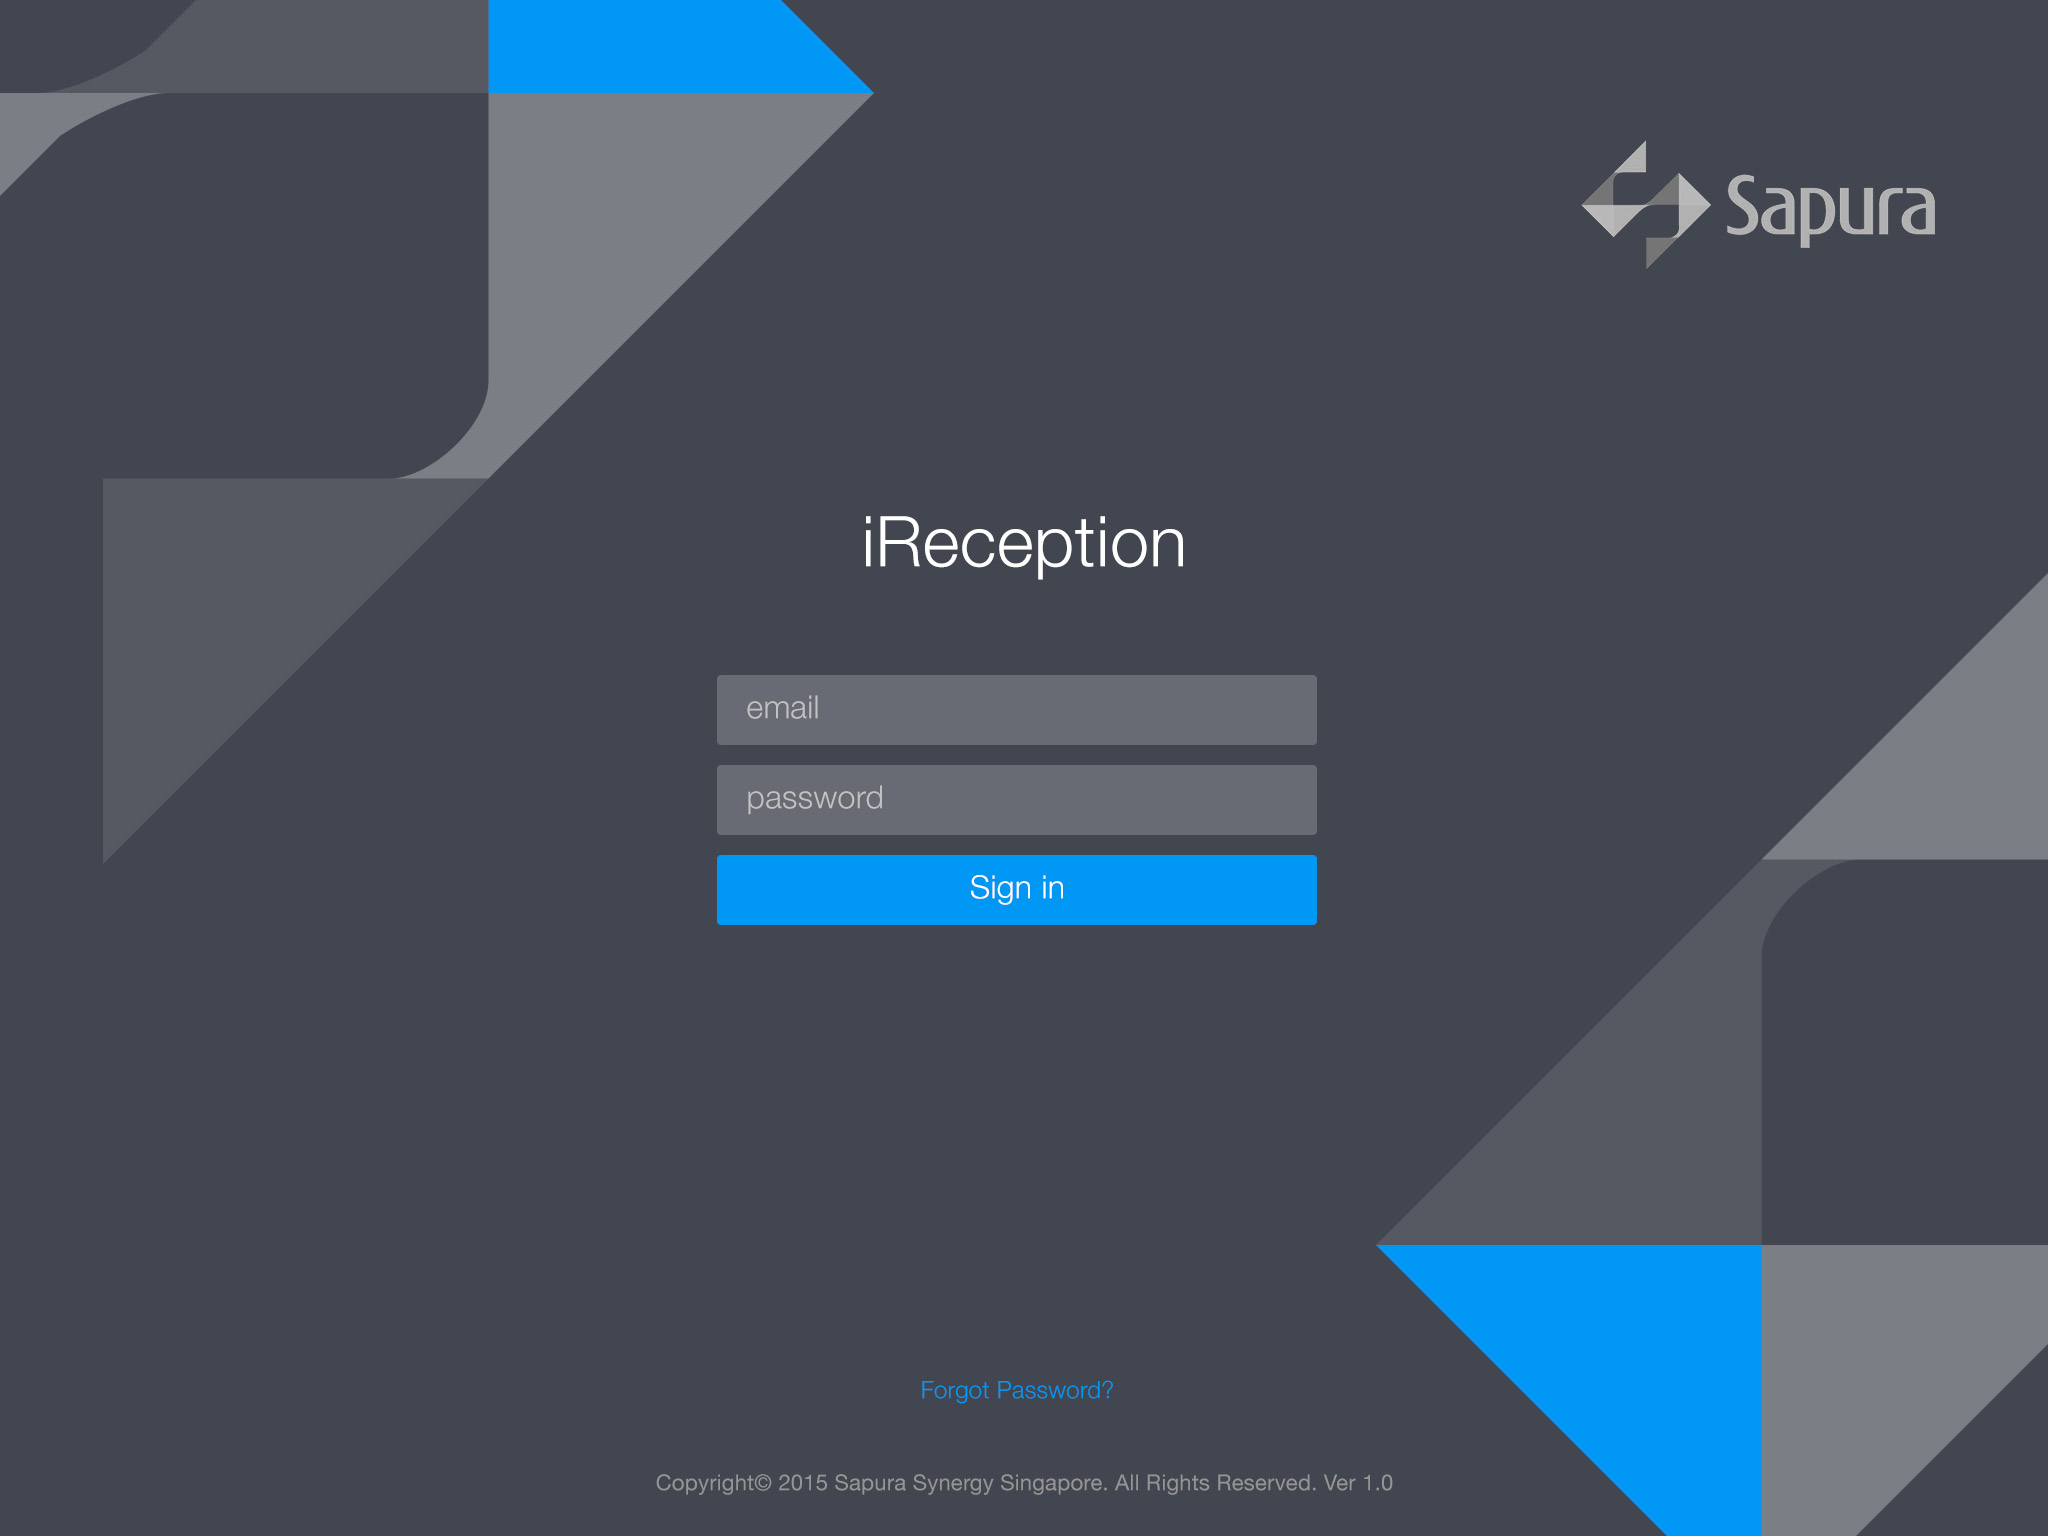 Sapura
iReception
email
password
Sign in
Forgot Password?
Copyright© 2015 Sapura Synergy Singapore. All Rights Reserved. Ver 1.0